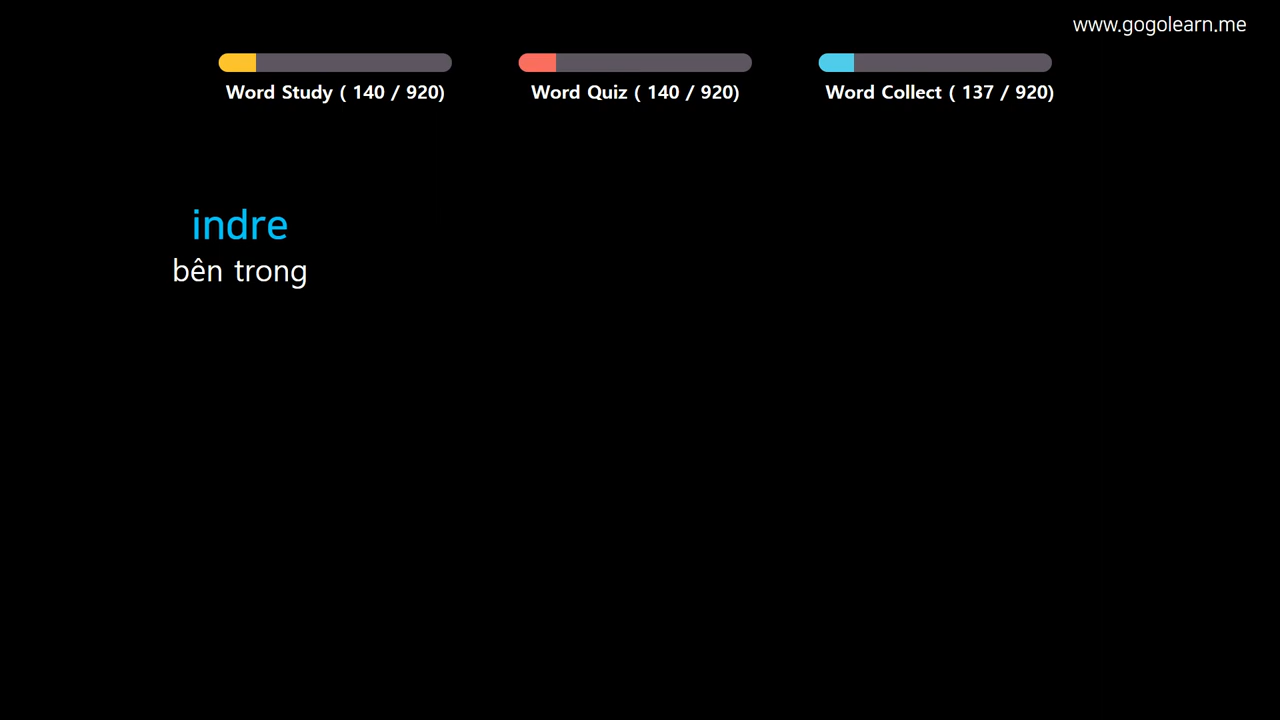 www.gogolearn.me
Word Study ( 140 / 920)
Word Quiz ( 140 / 920)
Word Collect ( 137 / 920)
indre
bên trong